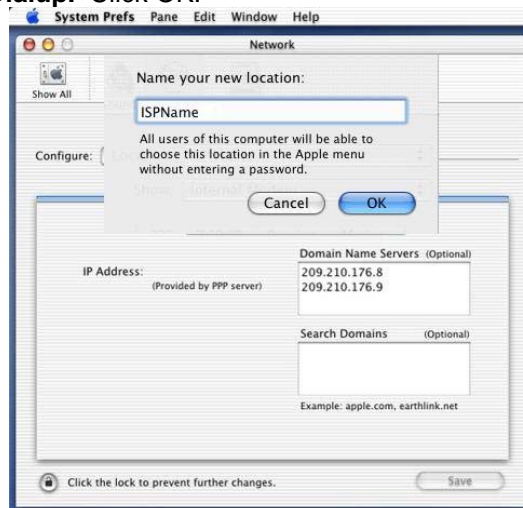 Click OK.
System Prefs Pane Edit Window Help
Network
Show All
Name your new location:
ISPName
All users of this computer will be able to
choose this location in the Apple menu
without entering a password.
Cancel OK
Configure:
Domain Name Servers (Optional)
IP Address:
(Provided by PPP server)
209.210.176.8
209.210.176.9
Search Domains (Optional)
Example: apple.com, earthlink.net
Click the lock to prevent further changes.
Save